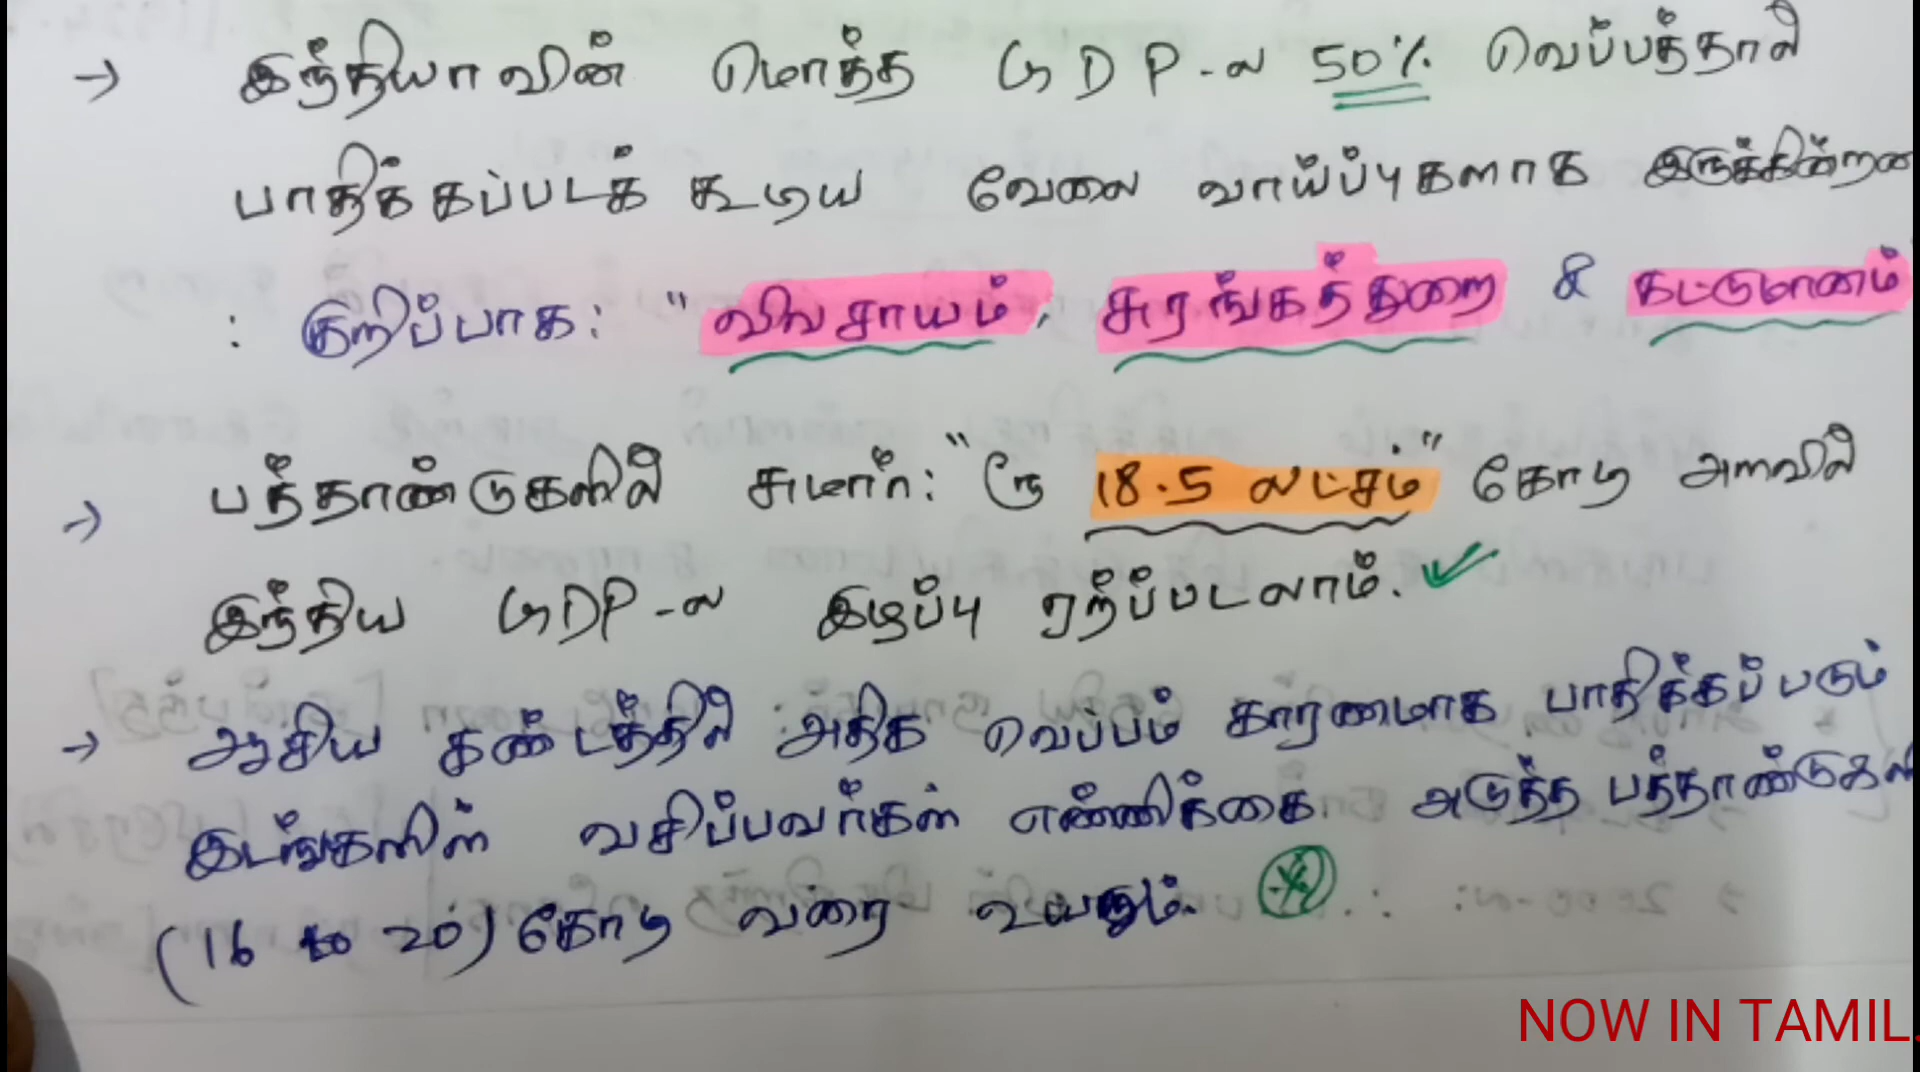 → இந்தியாவின் மொத்த GDP-ல 50% வெப்பத்தால்
பாதிக்கப்படக் கூடிய வேலை வாய்ப்புகளாக இருக்கின்றன
: குறிப்பாக: "விவசாயம், சுரங்கத்துறை & கட்டுமானம்
→ பத்தாண்டுகளில் சுமார்: "ரூ 18.5 லட்சம்" கோடி அளவில்
இந்திய GDP-ல இழப்பு ஏற்ப்படலாம். ✓
→ ஆசிய கண்டத்தில் அதிக வெப்பம் காரணமாக பாதிக்கப்படும்
இடங்களில் வசிப்பவர்கள் எண்ணிக்கை அடுத்த பத்தாண்டுகளி
(16 to 20) கோடி வரை உயரும்.
NOW IN TAMIL.